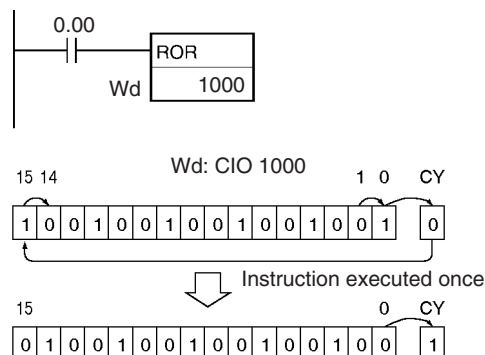 0.00
ROR
Wd 1000
Wd: CIO 1000
15 14 1 0 CY
1 0 0 1 0 0 1 0 0 1 0 0 1 0 0 1 0
Instruction executed once
15 0 CY
0 1 0 0 1 0 0 1 0 0 1 0 0 1 0 0 1